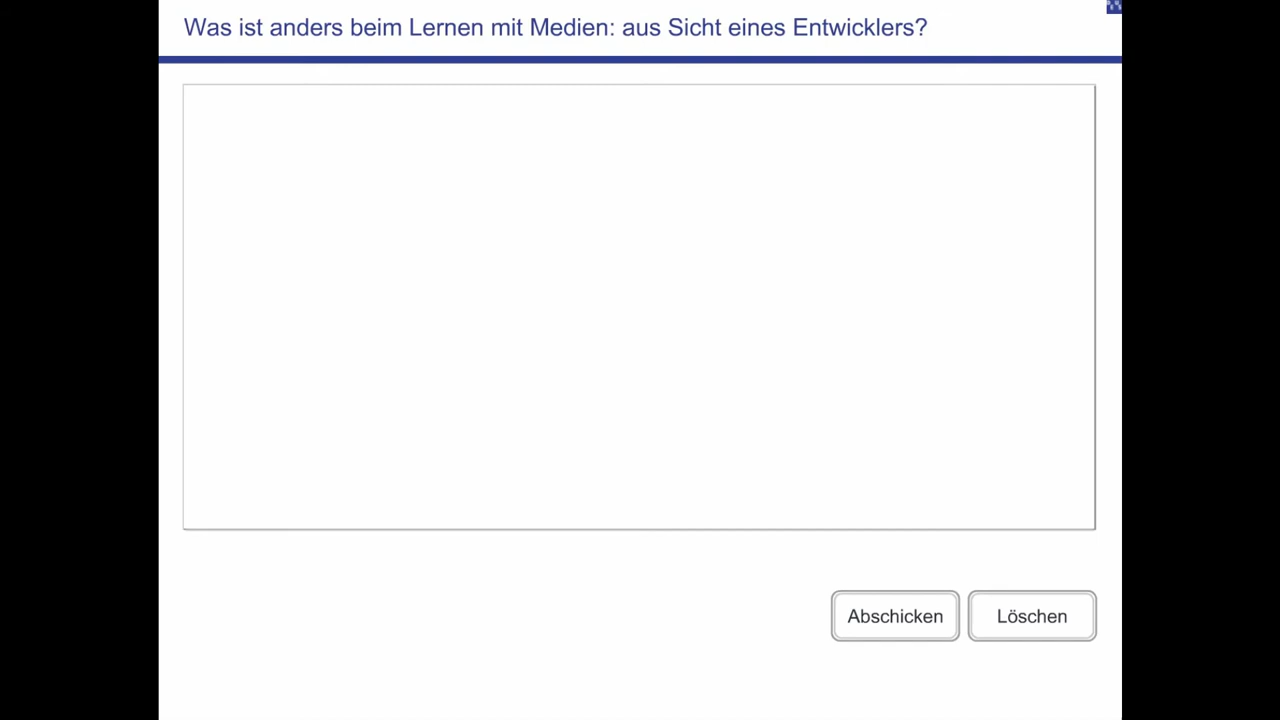 Was ist anders beim Lernen mit Medien: aus Sicht eines Entwicklers?
Abschicken
Löschen